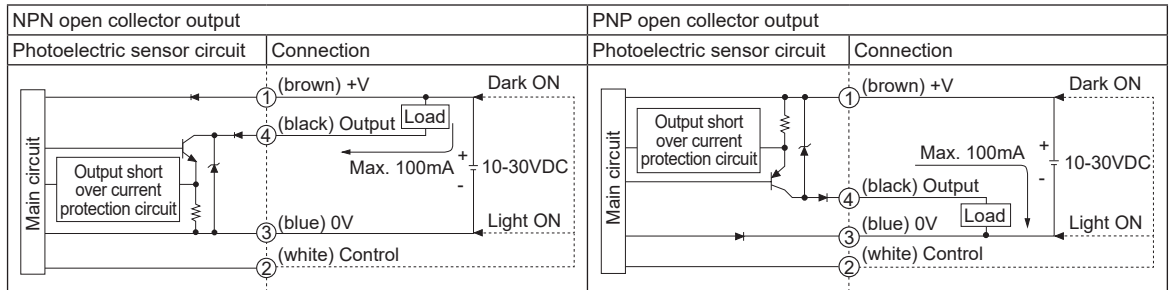 NPN open collector output
PNP open collector output
Photoelectric sensor circuit
Connection
Photoelectric sensor circuit
Connection
Main circuit
Output short
over current
protection circuit
1
(brown) +V
4
(black) Output
Load
Max. 100mA
3
(blue) 0V
2
(white) Control
Dark ON
+
10-30VDC
-
Light ON
Main circuit
Output short
over current
protection circuit
1
(brown) +V
Max. 100mA
4
(black) Output
Load
3
(blue) 0V
2
(white) Control
Dark ON
+
10-30VDC
-
Light ON